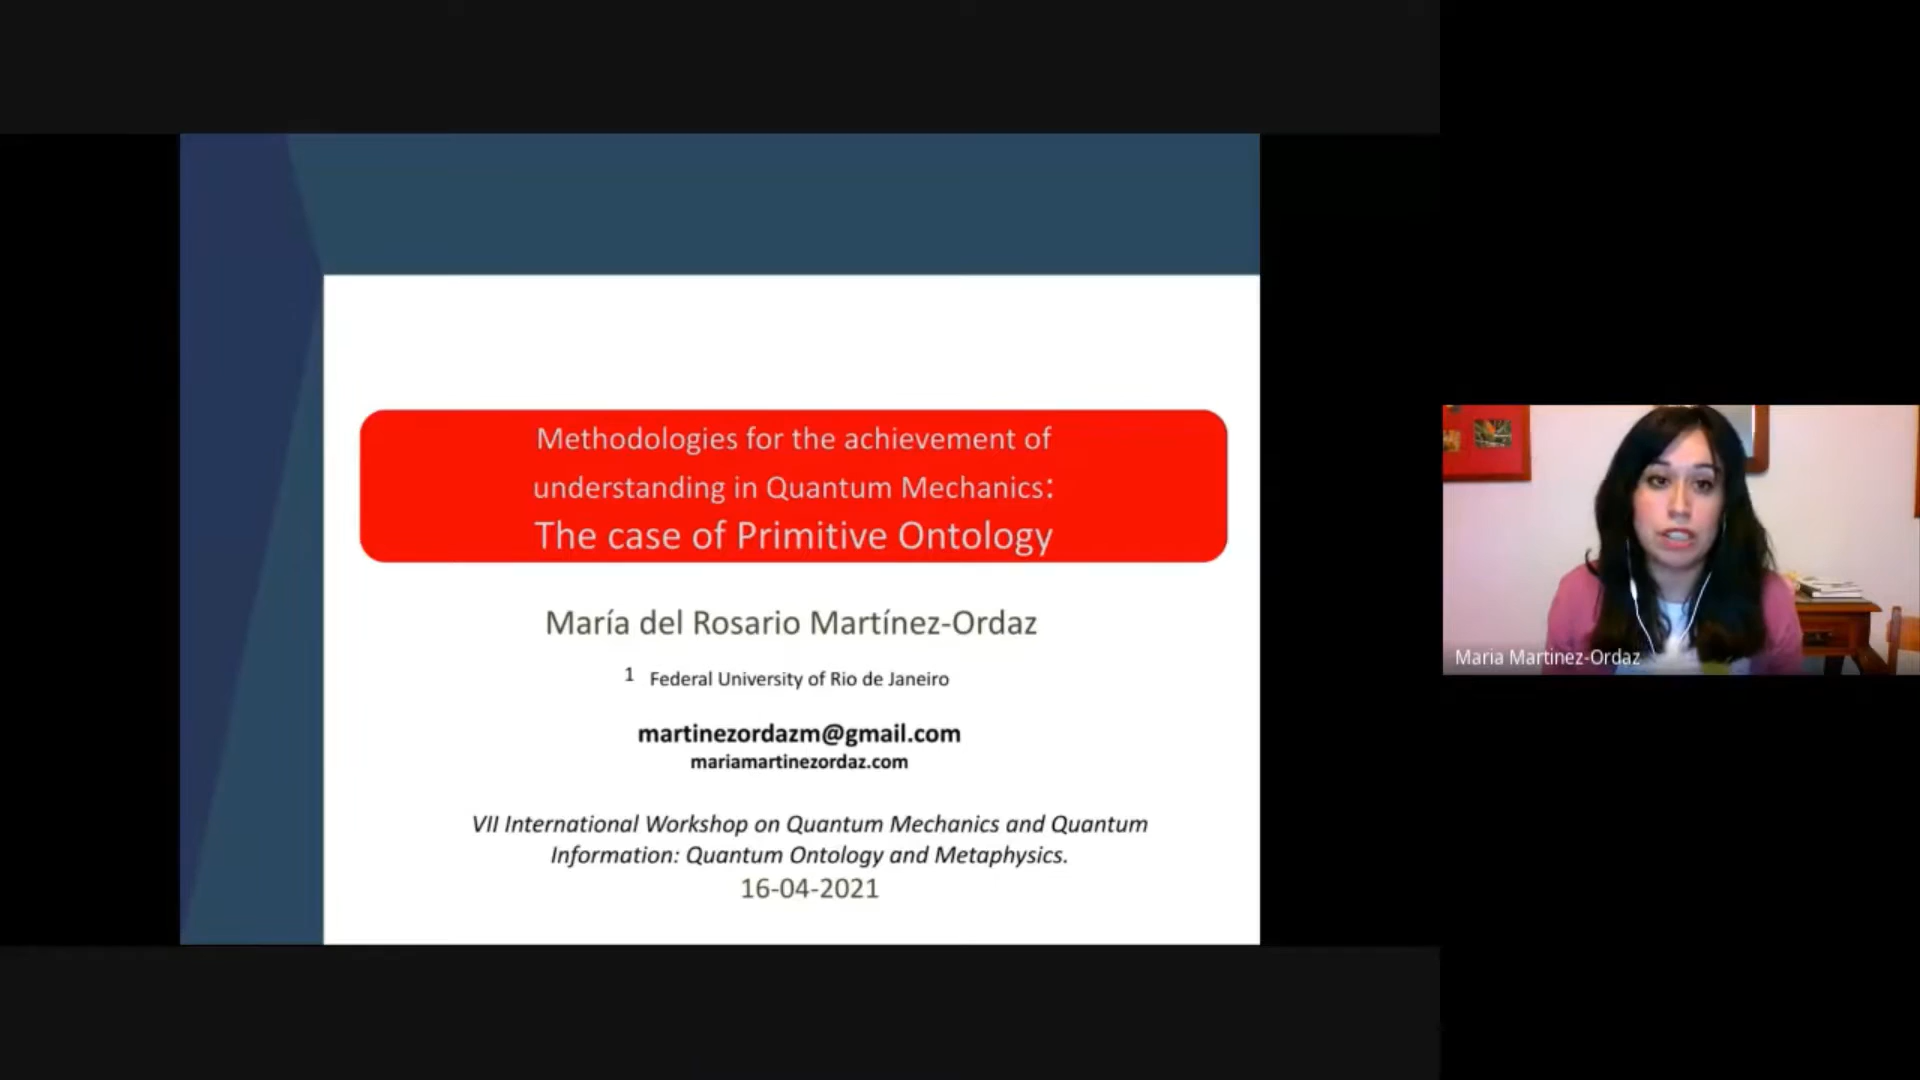 Methodologies for the achievement of
understanding in Quantum Mechanics:
The case of Primitive Ontology
María del Rosario Martínez-Ordaz
1 Federal University of Rio de Janeiro
martinezordazm@gmail.com
mariamartinezordaz.com
VII International Workshop on Quantum Mechanics and Quantum
Information: Quantum Ontology and Metaphysics.
16-04-2021
Maria Martinez-Ordaz